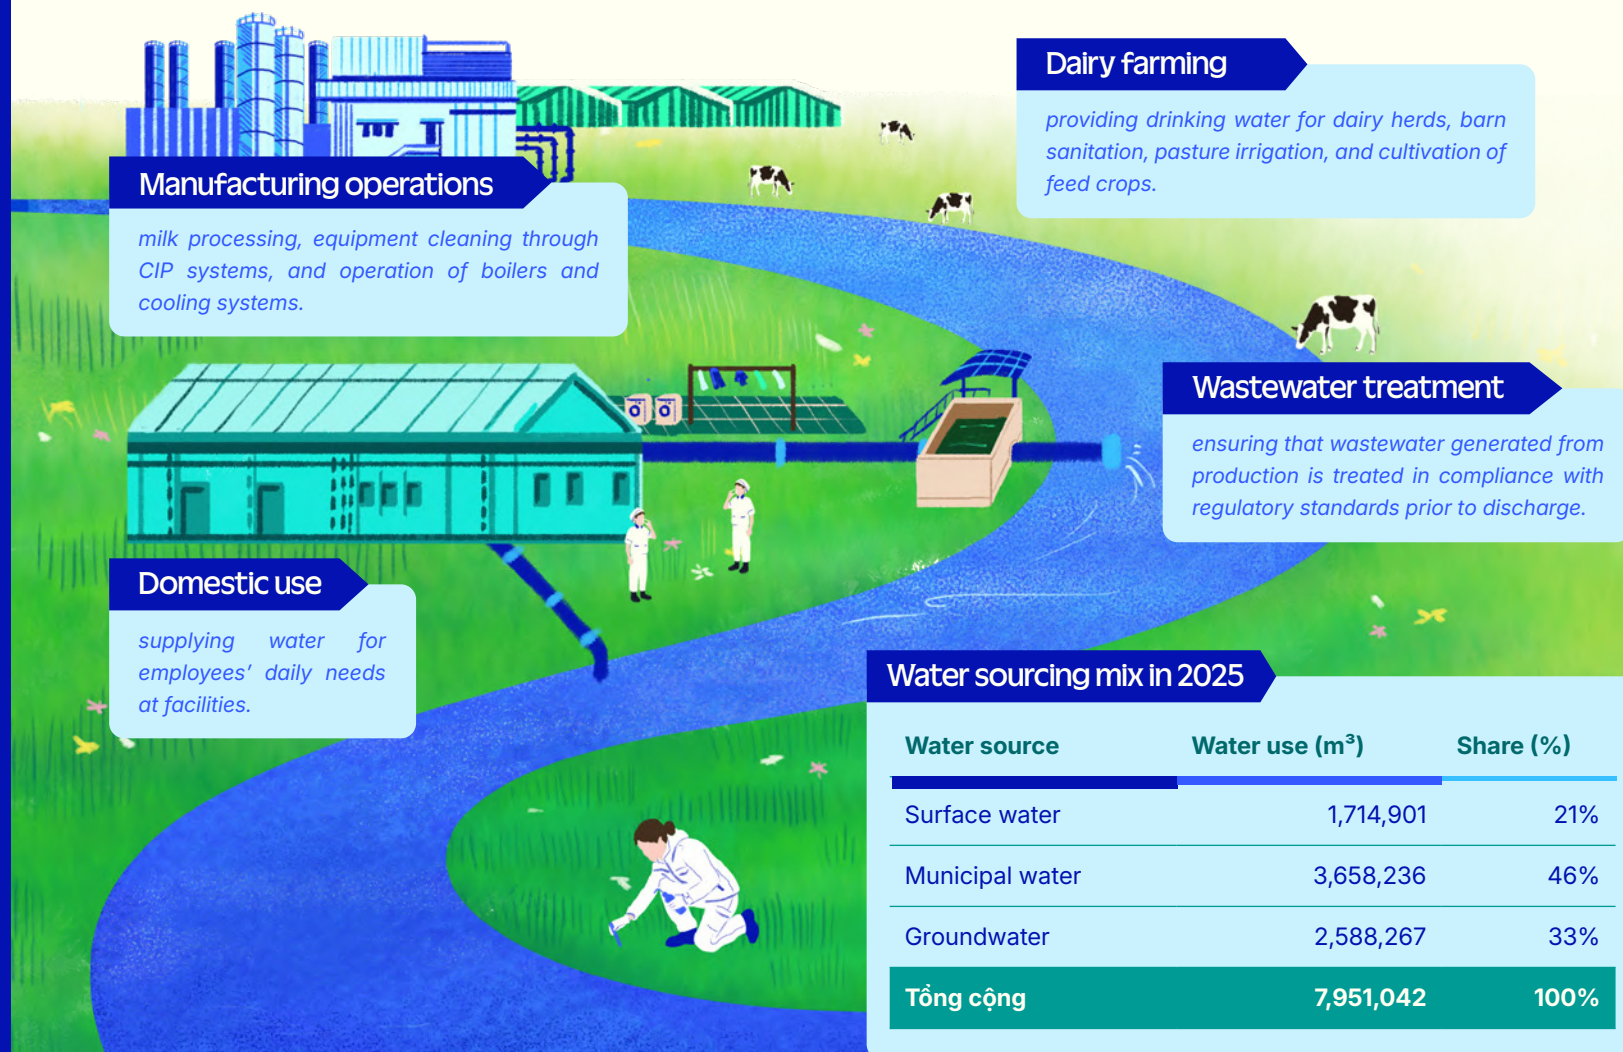 Dairy farming
providing drinking water for dairy herds, barn
sanitation, pasture irrigation, and cultivation of
feed crops.
Manufacturing operations
milk processing, equipment cleaning through
CIP systems, and operation of boilers and
cooling systems.
Wastewater treatment
ensuring that wastewater generated from
production is treated in compliance with
regulatory standards prior to discharge.
Domestic use
supplying water for
employees’ daily needs
at facilities.
Water sourcing mix in 2025
Water source Water use (m³) Share (%)
Surface water 1,714,901 21%
Municipal water 3,658,236 46%
Groundwater 2,588,267 33%
Tổng cộng 7,951,042 100%